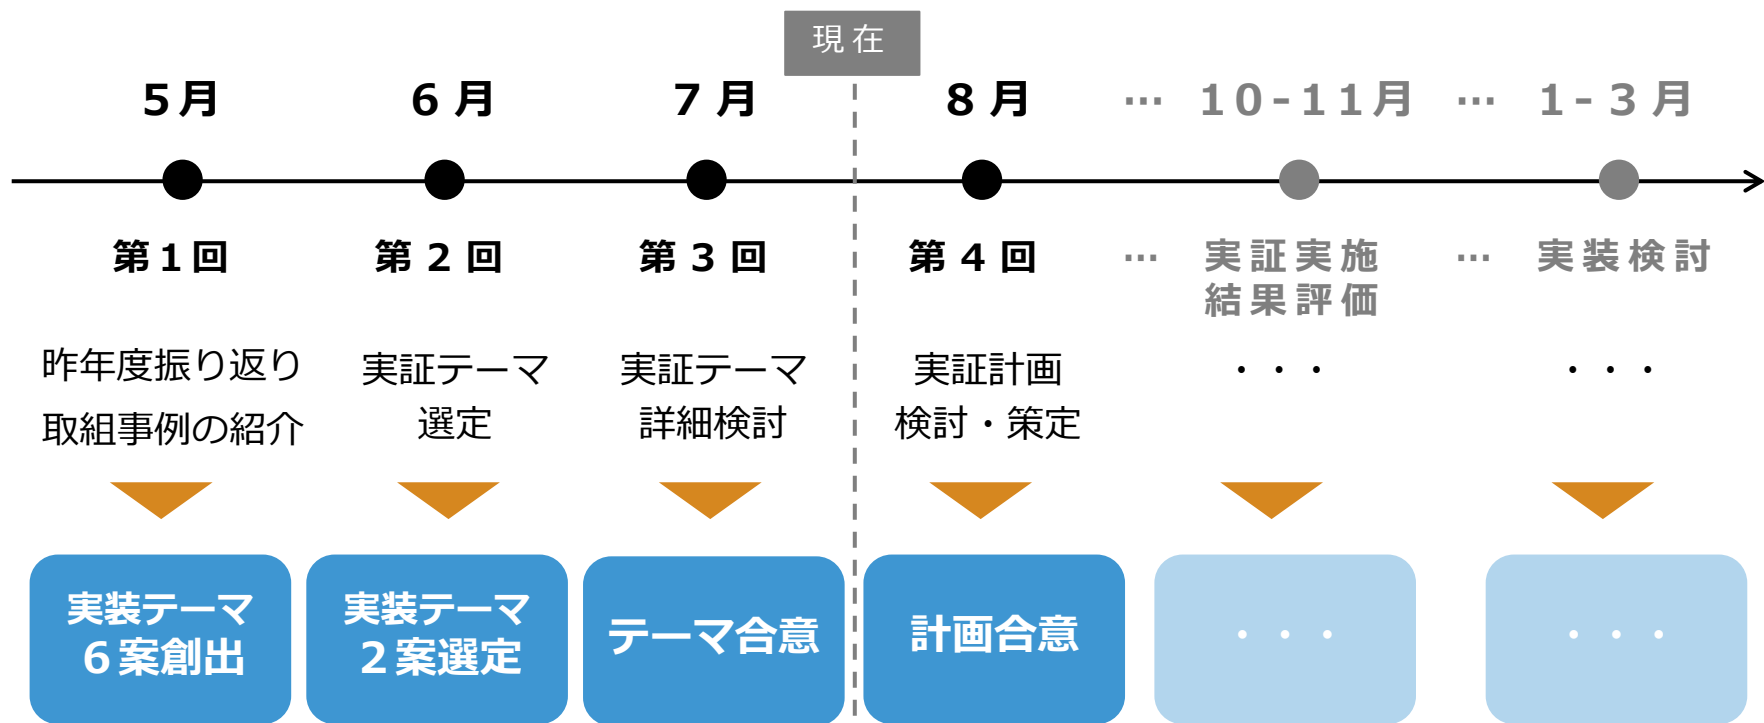 現在
5月
6月
7月
8月
…
10-11月
…
1-3月
第1回
第2回
第3回
第4回
…
実証実施
結果評価
…
実装検討
昨年度振り返り
取組事例の紹介
実証テーマ
選定
実証テーマ
詳細検討
実証計画
検討・策定
・・・
・・・
実装テーマ
6案創出
実装テーマ
2案選定
テーマ合意
計画合意
・・・
・・・